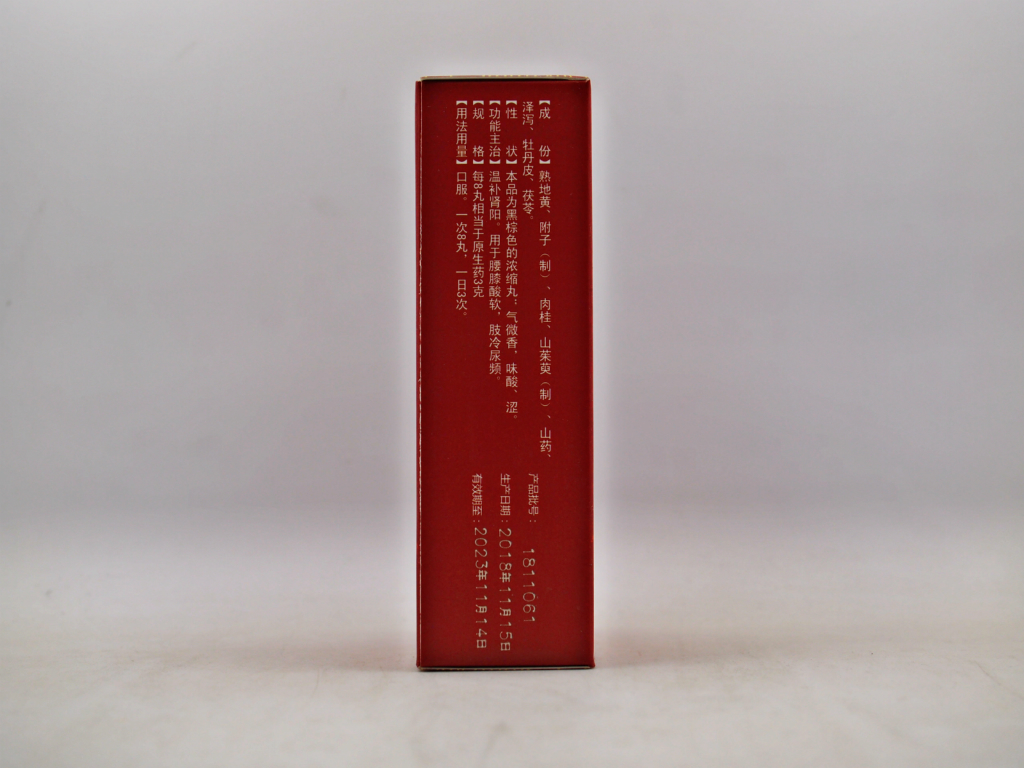 【成 份】熟地黄、附子（制）、肉桂、山茱萸（制）、山药、
泽泻、牡丹皮、茯苓。
【性 状】本品为黑棕色的浓缩丸；气微香，味酸、涩。
【功能主治】温补肾阳。用于腰膝酸软，肢冷尿频。
【规 格】每8丸相当于原生药3克
【用法用量】口服。一次8丸，一日3次。
产品批号：1811061
生产日期：2018年11月15日
有效期至：2023年11月14日